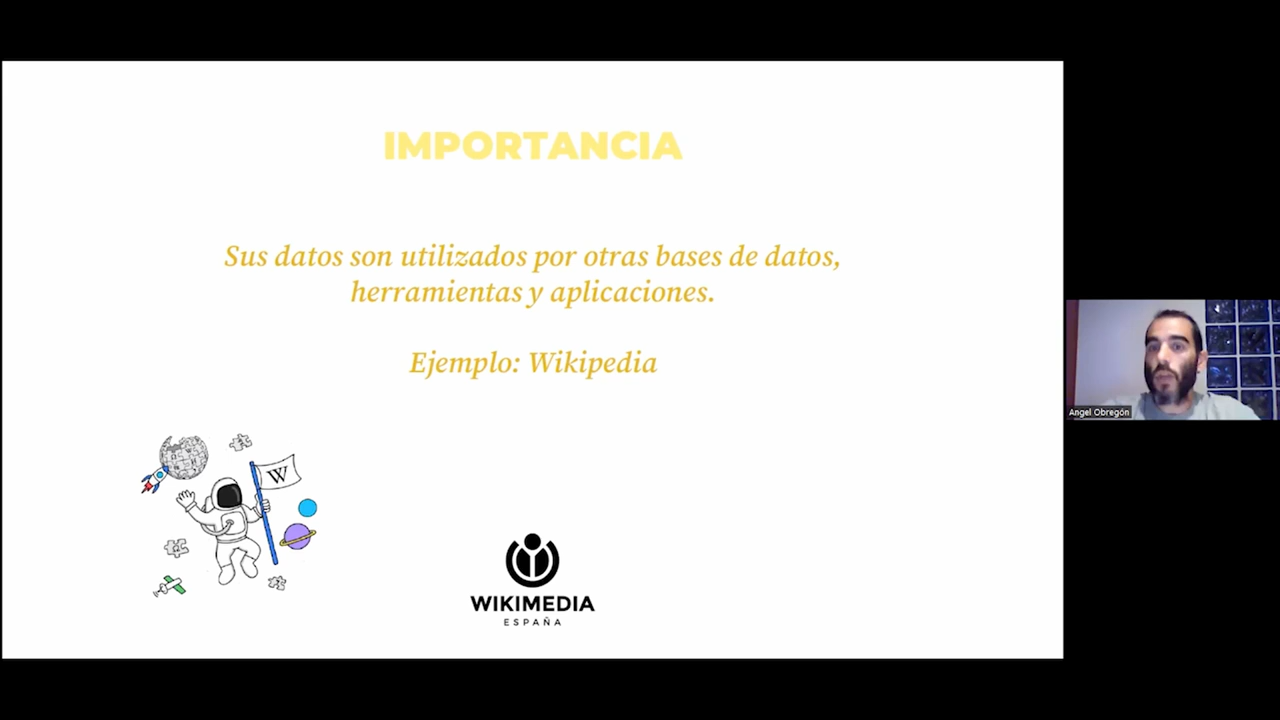 IMPORTANCIA
Sus datos son utilizados por otras bases de datos,
herramientas y aplicaciones.
Ejemplo: Wikipedia
W
WIKIMEDIA
ESPAÑA
Angel Obregón